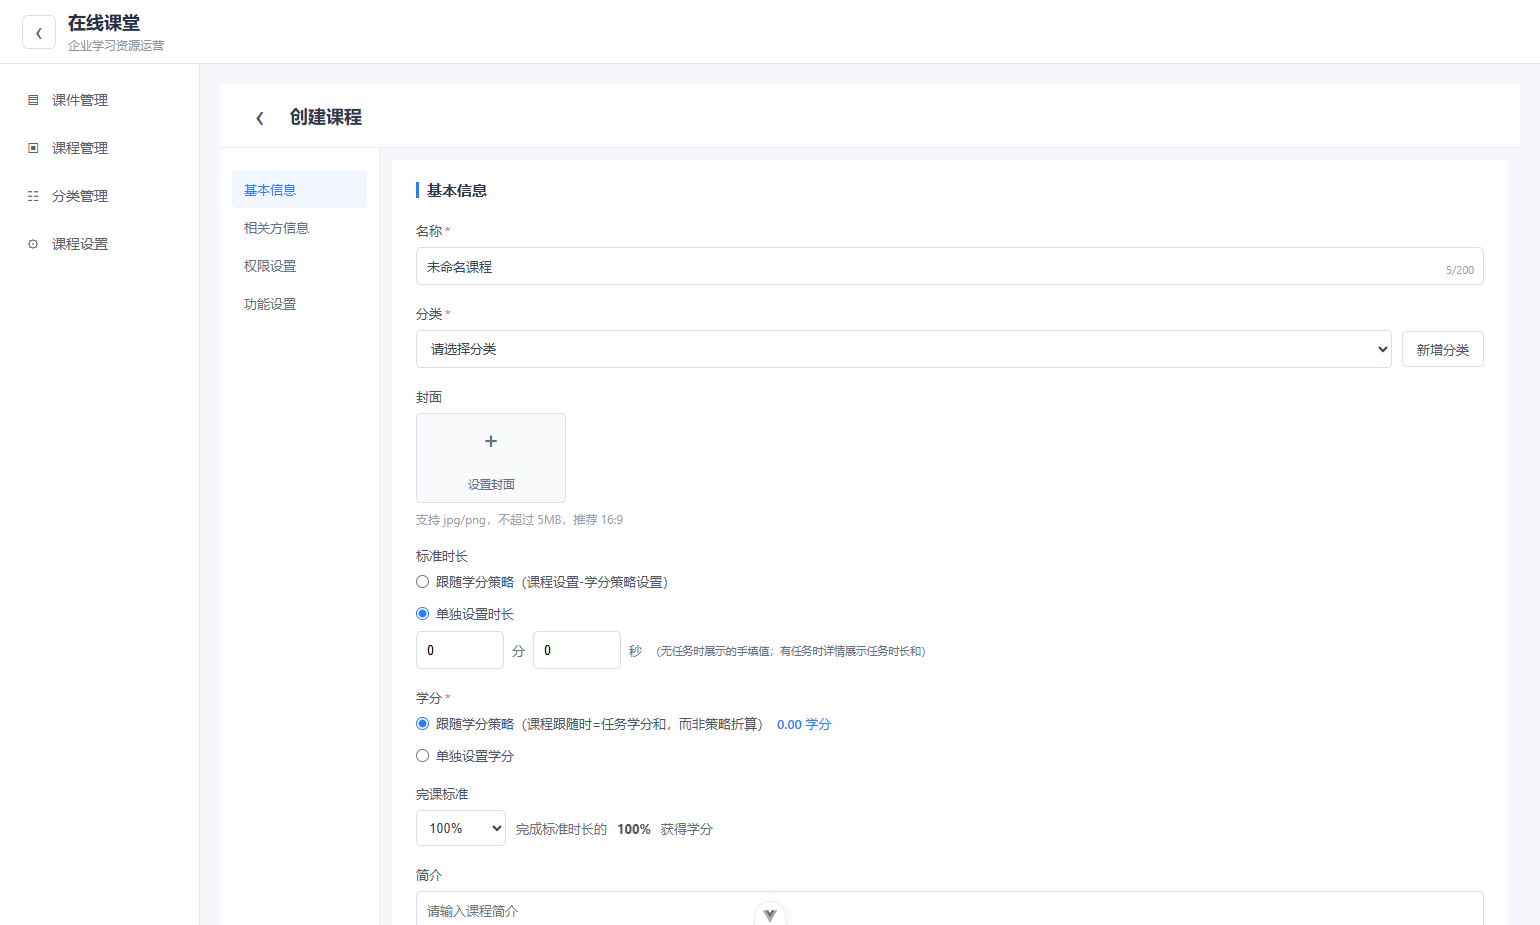 在线课堂
企业学习资源运营
课件管理
课程管理
分类管理
课程设置
创建课程
基本信息
相关方信息
权限设置
功能设置
基本信息
名称 *
未命名课程
5/200
分类 *
请选择分类
新增分类
封面
+
设置封面
支持 jpg/png，不超过 5MB，推荐 16:9
标准时长
跟随学分策略（课程设置-学分策略设置）
单独设置时长
0 分 0 秒 （无任务时展示的手填值；有任务时详情展示任务时长和）
学分 *
跟随学分策略（课程跟随时=任务学分和，而非策略折算） 0.00 学分
单独设置学分
完课标准
100% 完成标准时长的 100% 获得学分
简介
请输入课程简介